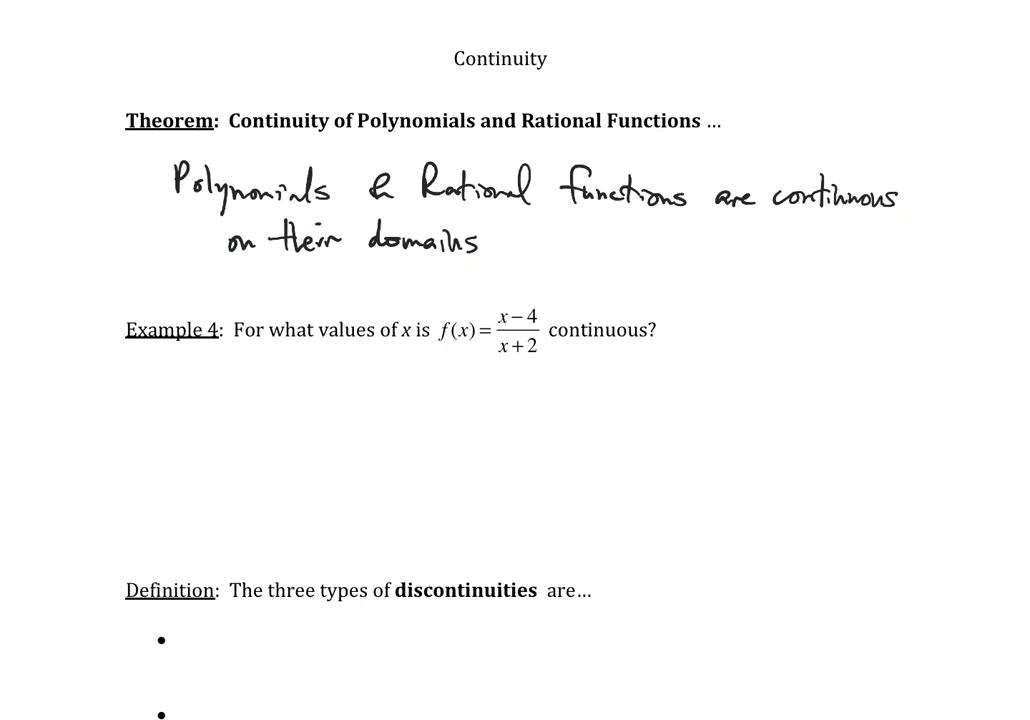 Continuity
Theorem: Continuity of Polynomials and Rational Functions …
Polynomials & Rational functions are continuous
on their domains
Example 4: For what values of x is f(x) = (x − 4)/(x + 2) continuous?
Definition: The three types of discontinuities are…
•
•